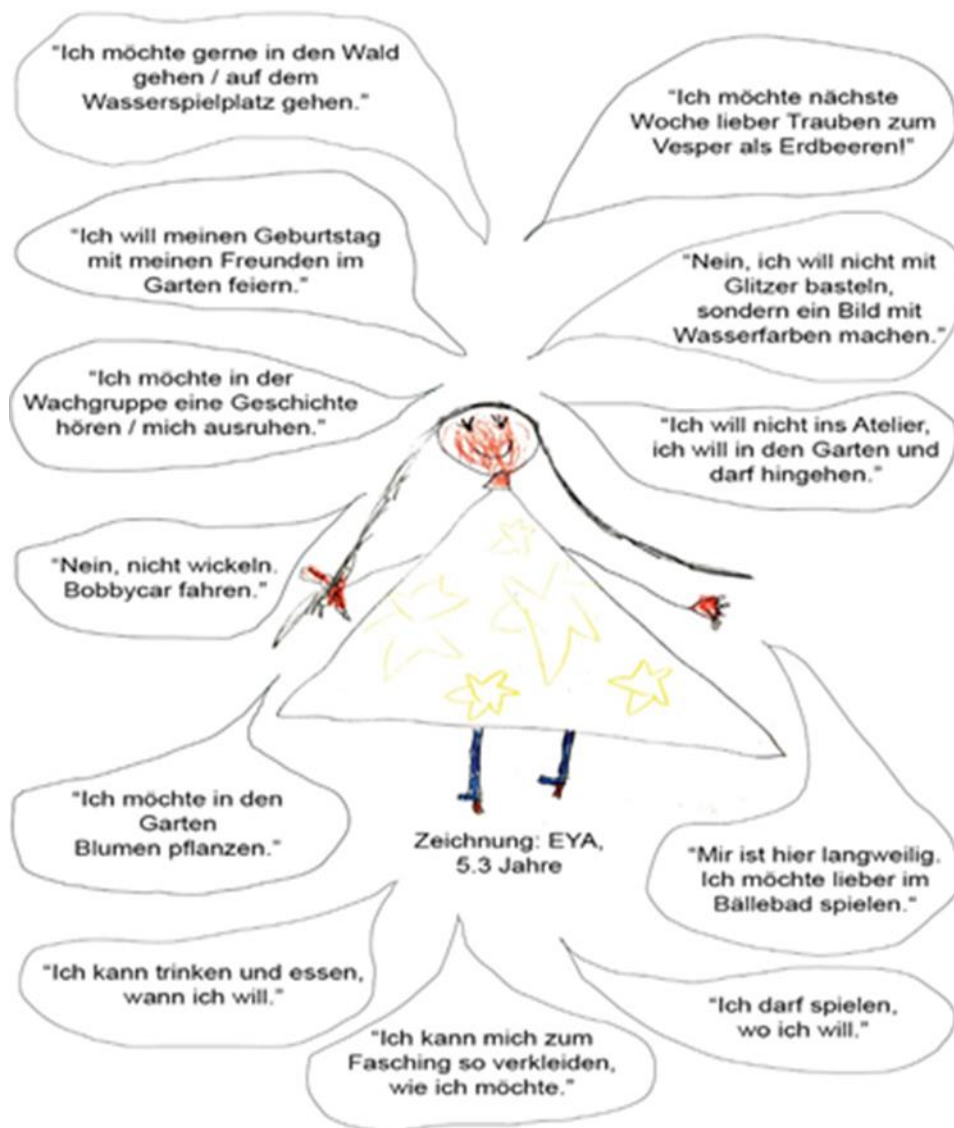 "Ich möchte gerne in den Wald
gehen / auf dem
Wasserspielplatz gehen."
"Ich möchte nächste
Woche lieber Trauben zum
Vesper als Erdbeeren!"
"Ich will meinen Geburtstag
mit meinen Freunden im
Garten feiern."
"Nein, ich will nicht mit
Glitzer basteln,
sondern ein Bild mit
Wasserfarben machen."
"Ich möchte in der
Wachgruppe eine Geschichte
hören / mich ausruhen."
"Ich will nicht ins Atelier,
ich will in den Garten und
darf hingehen."
"Nein, nicht wickeln.
Bobbycar fahren."
"Ich möchte in den
Garten
Blumen pflanzen."
Zeichnung: EYA,
5.3 Jahre
"Mir ist hier langweilig.
Ich möchte lieber im
Bällebad spielen."
"Ich kann trinken und essen,
wann ich will."
"Ich darf spielen,
wo ich will."
"Ich kann mich zum
Fasching so verkleiden,
wie ich möchte."